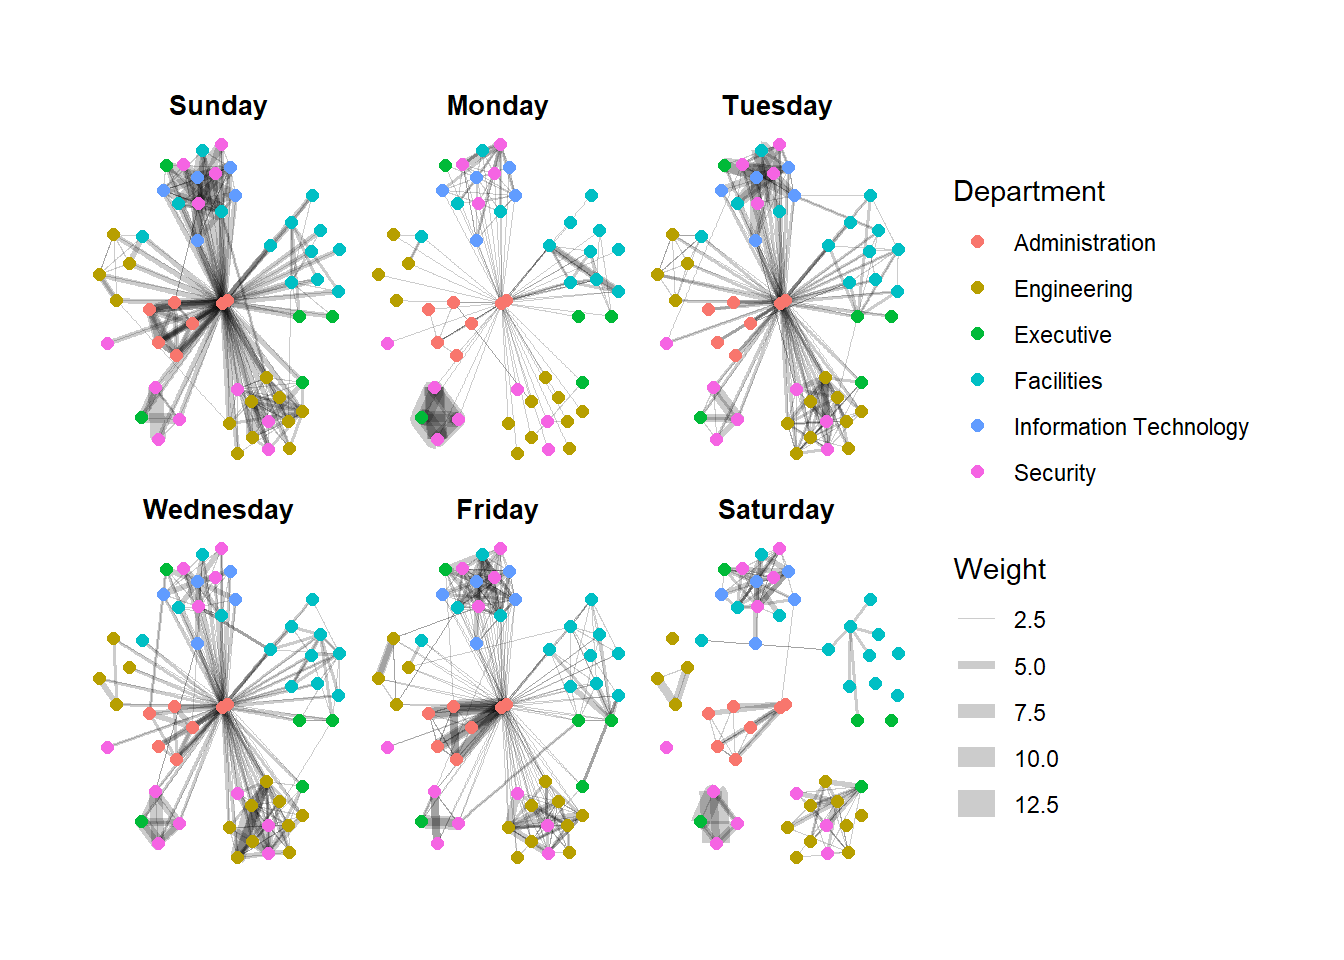 Sunday
Monday
Tuesday
Wednesday
Friday
Saturday
Department
Administration
Engineering
Executive
Facilities
Information Technology
Security
Weight
2.5
5.0
7.5
10.0
12.5